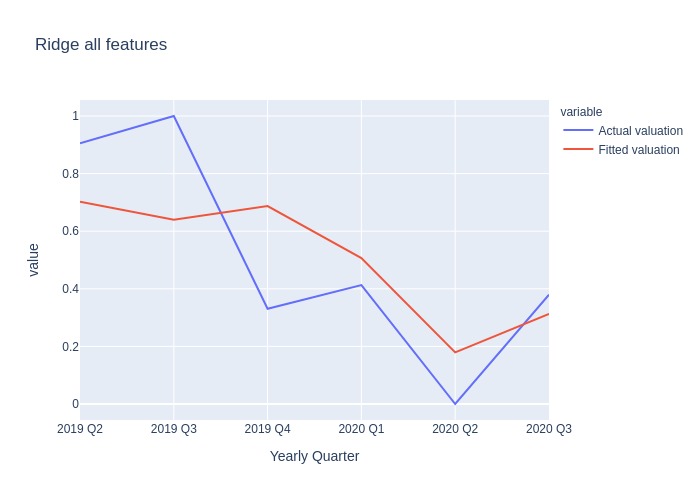 Ridge all features
variable
Actual valuation
Fitted valuation
value
1
0.8
0.6
0.4
0.2
0
2019 Q2 2019 Q3 2019 Q4 2020 Q1 2020 Q2 2020 Q3
Yearly Quarter